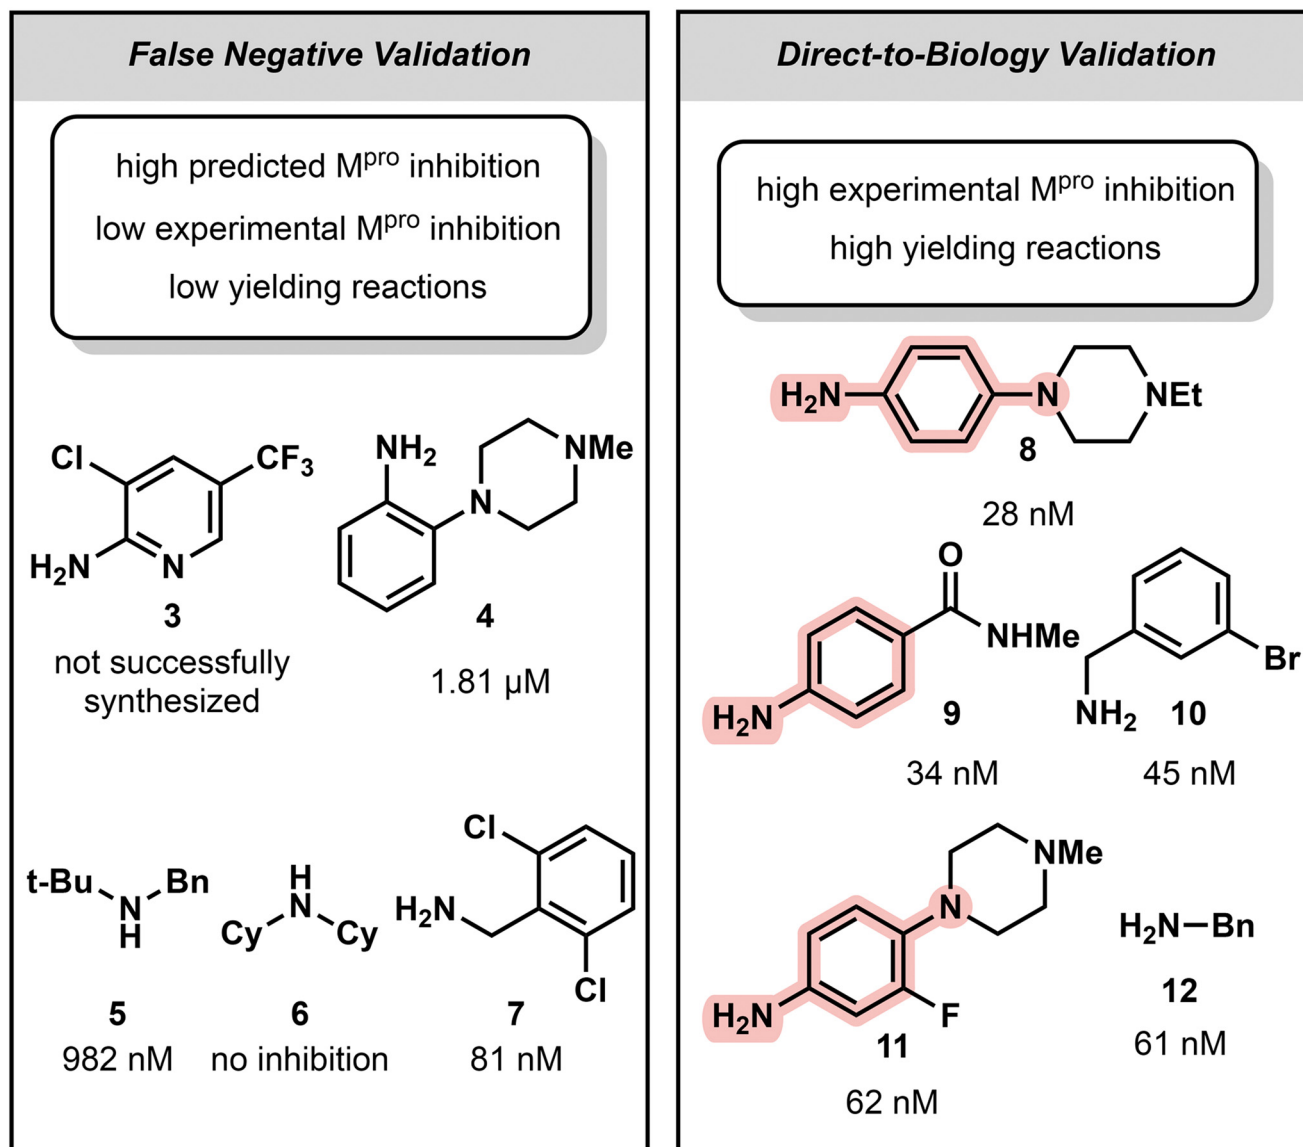 False Negative Validation
high predicted Mᵖʳᵒ inhibition
low experimental Mᵖʳᵒ inhibition
low yielding reactions
Cl
CF₃
H₂N
N
3
not successfully
synthesized
NH₂
N
NMe
4
1.81 µM
t-Bu
N
H
Bn
5
982 nM
H
N
Cy
Cy
6
no inhibition
Cl
H₂N
Cl
7
81 nM
Direct-to-Biology Validation
high experimental Mᵖʳᵒ inhibition
high yielding reactions
H₂N
N
NEt
8
28 nM
O
NHMe
H₂N
9
34 nM
Br
NH₂
10
45 nM
NMe
N
H₂N
F
11
62 nM
H₂N–Bn
12
61 nM